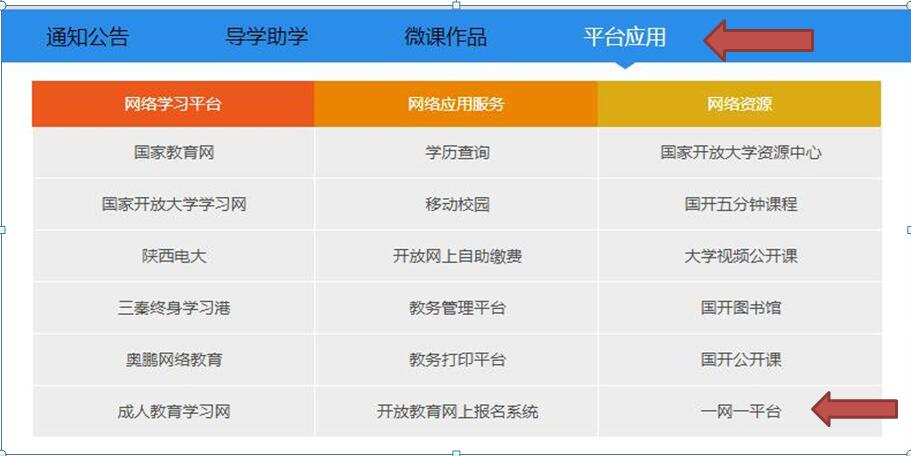 通知公告 导学助学 微课作品 平台应用
网络学习平台 网络应用服务 网络资源
国家教育网 学历查询 国家开放大学资源中心
国家开放大学学习网 移动校园 国开五分钟课程
陕西电大 开放网上自助缴费 大学视频公开课
三秦终身学习港 教务管理平台 国开图书馆
奥鹏网络教育 教务打印平台 国开公开课
成人教育学习网 开放教育网上报名系统 一网一平台